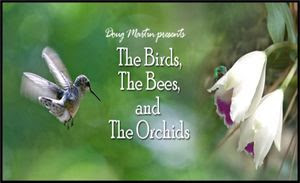 Doug Martin presents
The Birds,
The Bees,
and
The Orchids